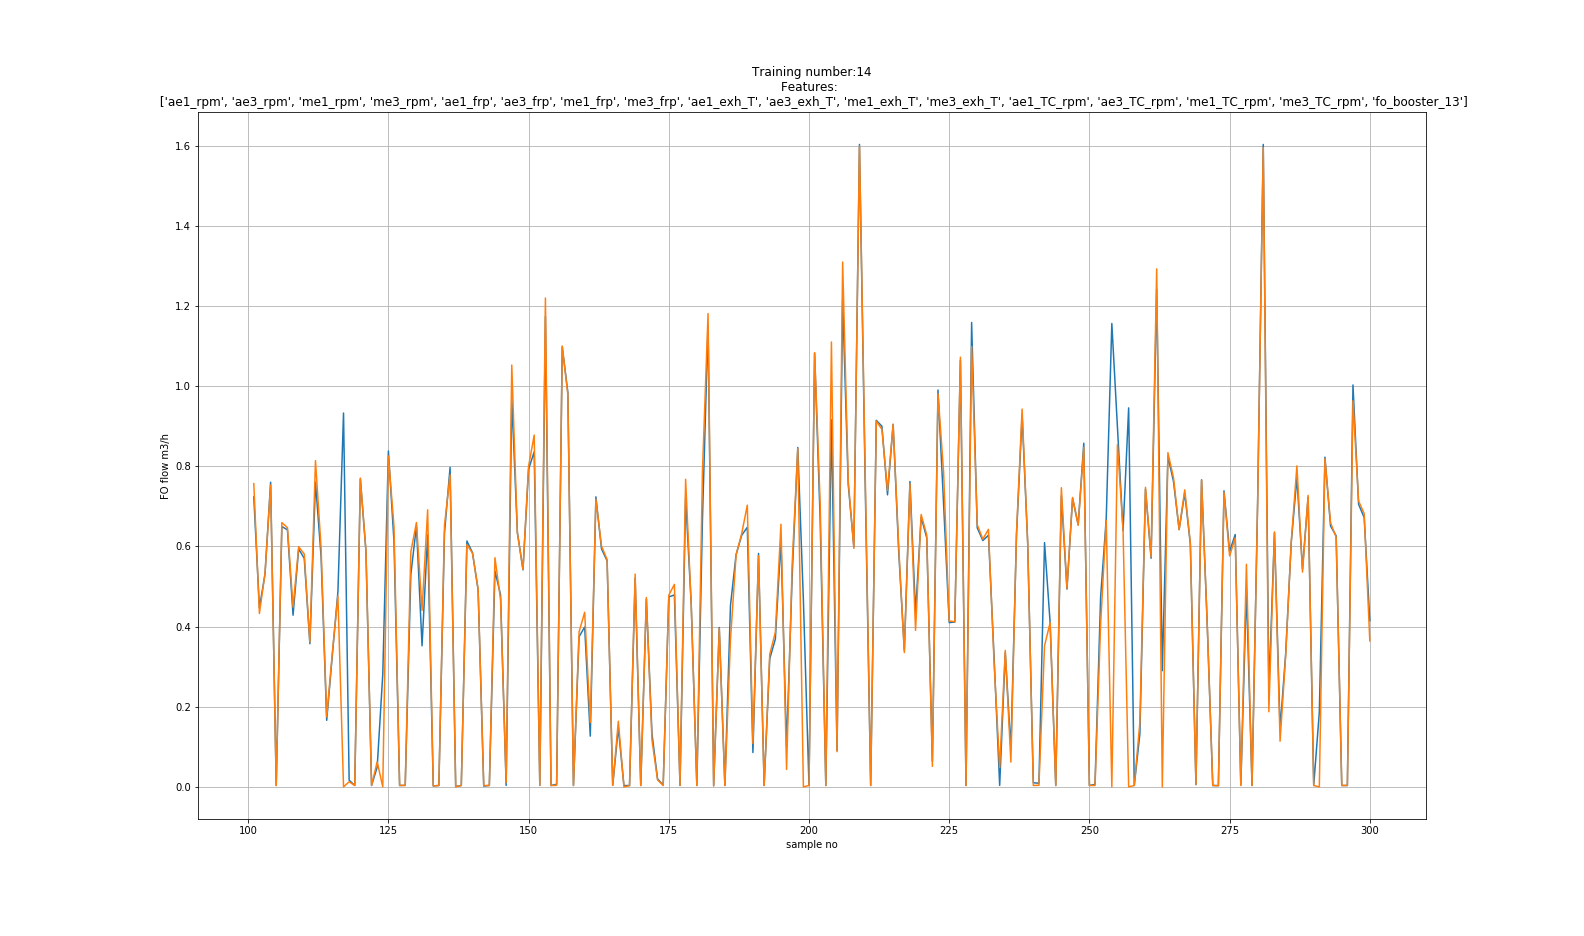 Training number:14
Features:
['ae1_rpm', 'ae3_rpm', 'me1_rpm', 'me3_rpm', 'ae1_frp', 'ae3_frp', 'me1_frp', 'me3_frp', 'ae1_exh_T', 'ae3_exh_T', 'me1_exh_T', 'me3_exh_T', 'ae1_TC_rpm', 'ae3_TC_rpm', 'me1_TC_rpm', 'me3_TC_rpm', 'fo_booster_13']
FO flow m3/h
1.6
1.4
1.2
1.0
0.8
0.6
0.4
0.2
0.0
100 125 150 175 200 225 250 275 300
sample no